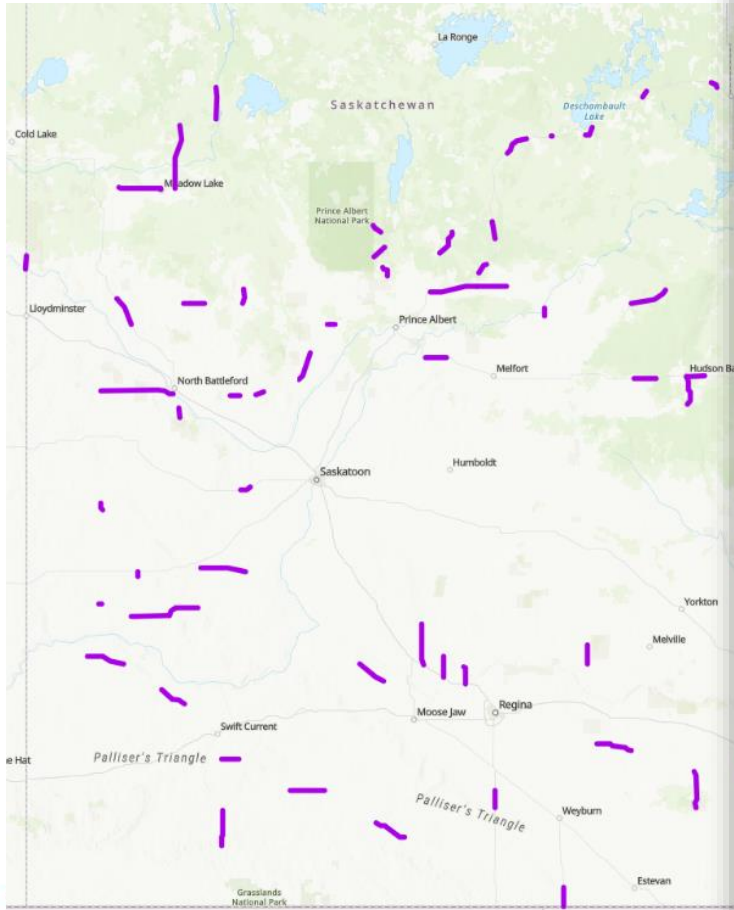 La Ronge
Saskatchewan
Deschambault
Lake
Cold Lake
Meadow Lake
Prince Albert
National Park
Lloydminster
Prince Albert
North Battleford
Melfort
Hudson Ba
Saskatoon
Humboldt
Yorkton
Melville
Regina
Moose Jaw
Swift Current
e Hat
Palliser's Triangle
Palliser's Triangle
Weyburn
Estevan
Grasslands
National Park